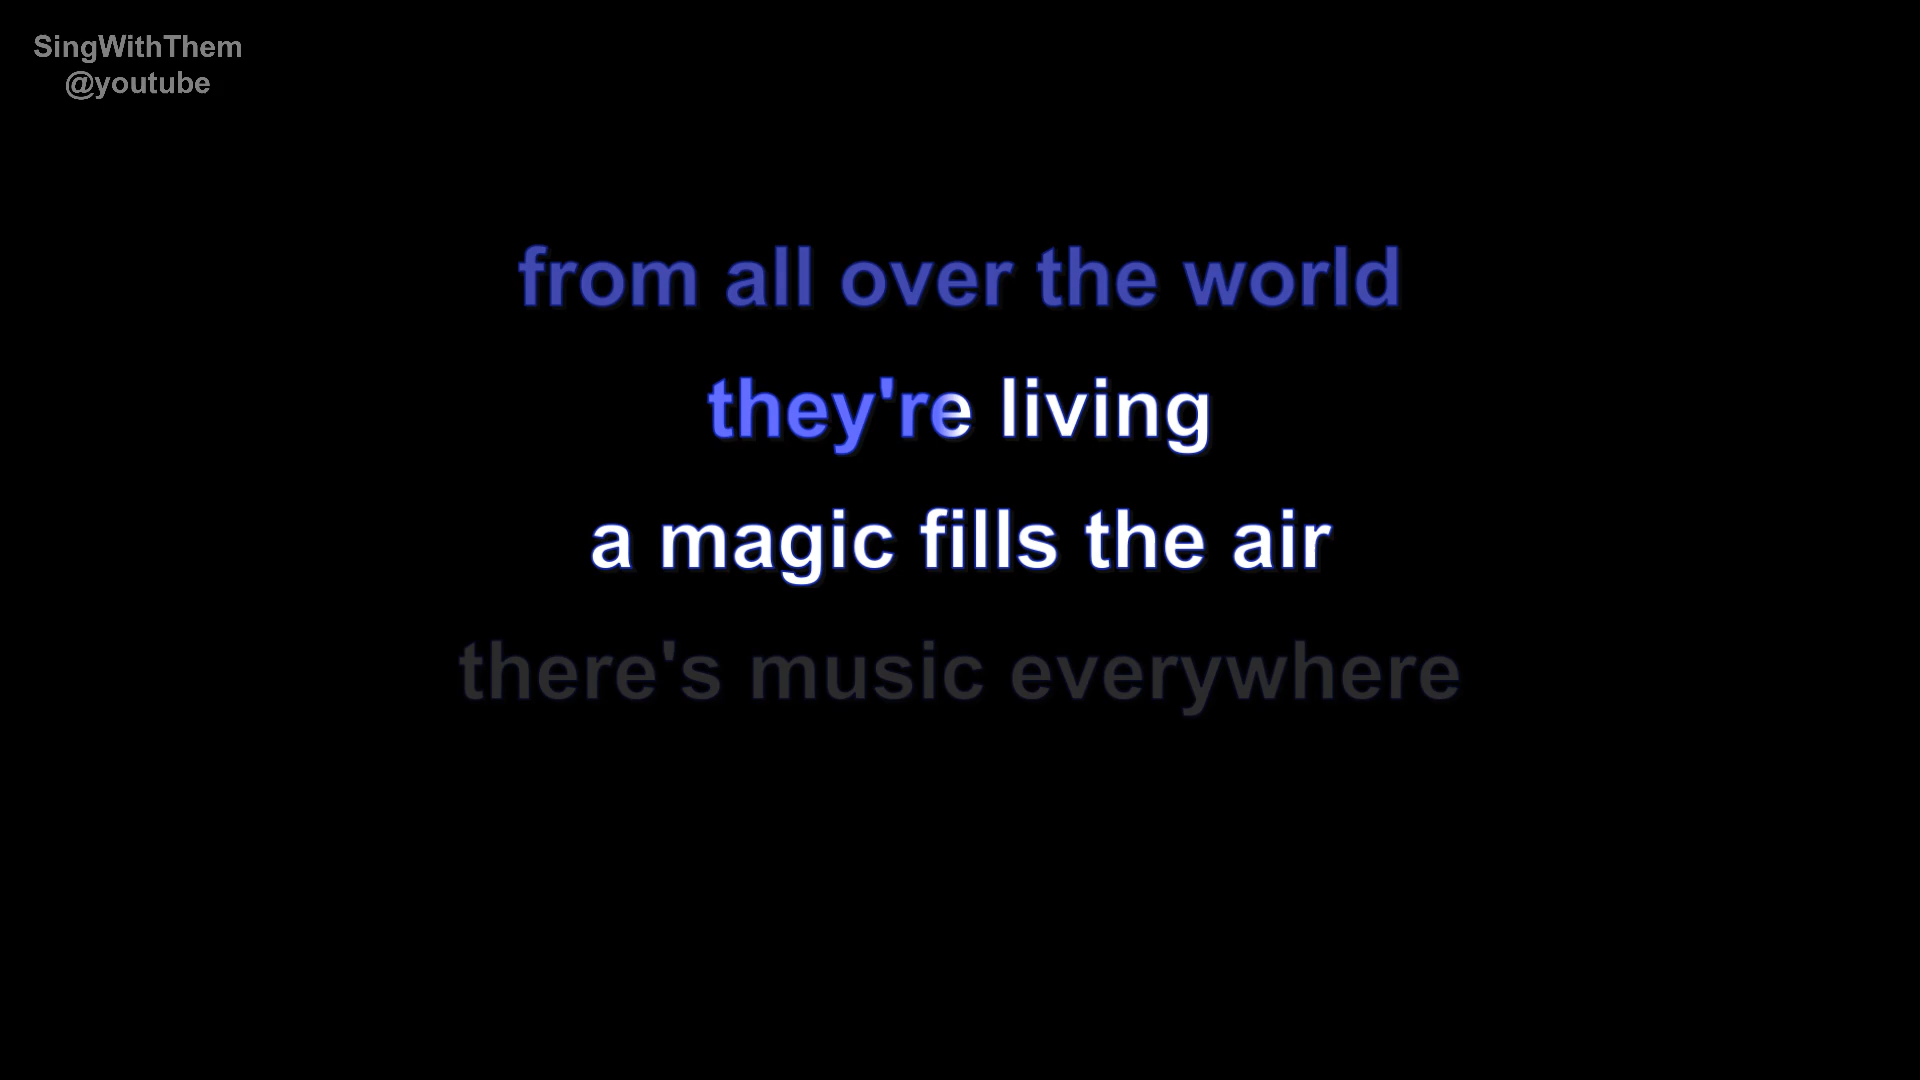 SingWithThem
@youtube
from all over the world
they're living
a magic fills the air
there's music everywhere